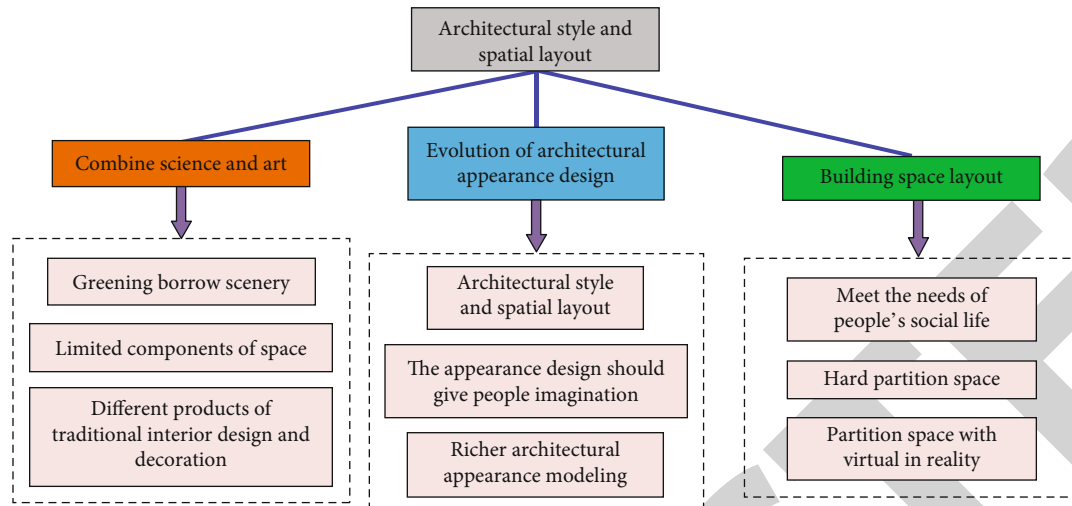 Architectural style and
spatial layout
Combine science and art
Evolution of architectural
appearance design
Building space layout
Greening borrow scenery
Limited components of space
Different products of
traditional interior design and
decoration
Architectural style
and spatial layout
The appearance design should
give people imagination
Richer architectural
appearance modeling
Meet the needs of
people's social life
Hard partition space
Partition space with
virtual in reality